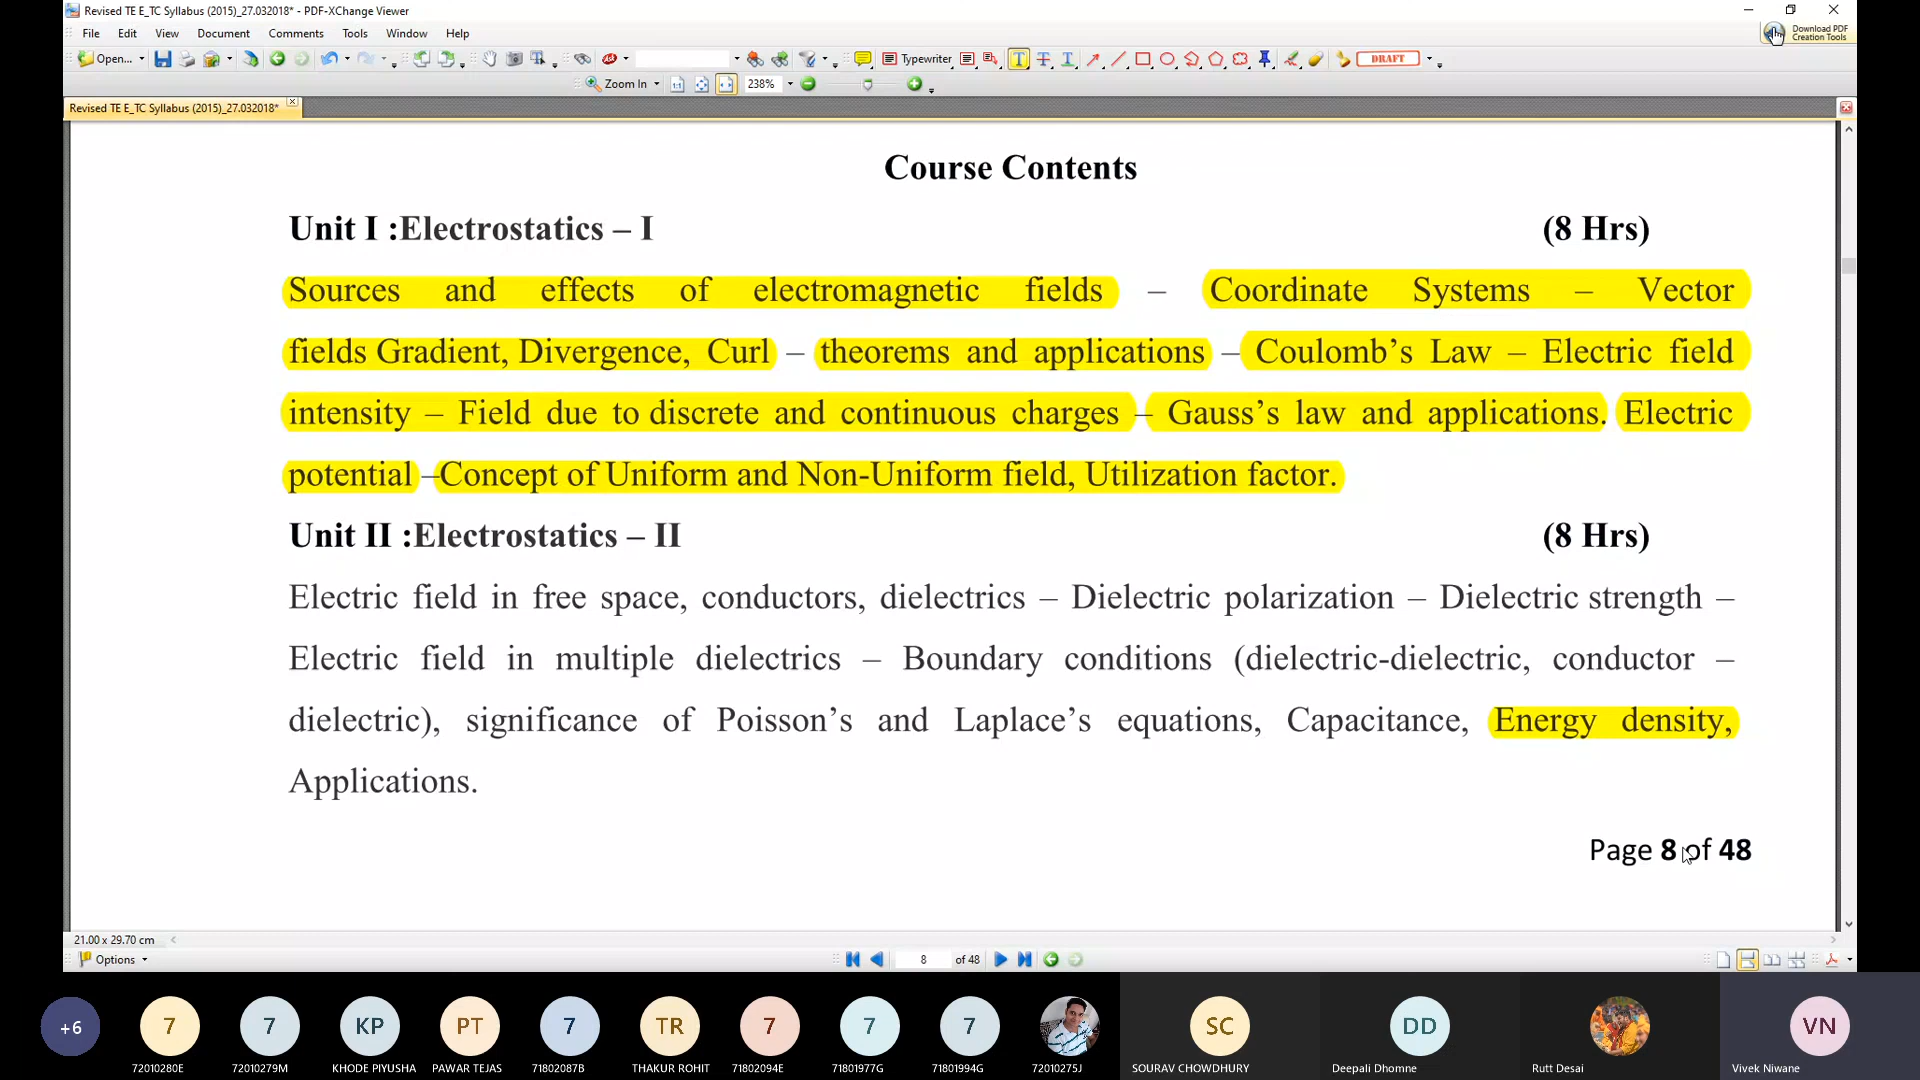 Revised TE E_TC Syllabus (2015)_27.032018* - PDF-XChange Viewer
File Edit View Document Comments Tools Window Help
Download PDF
Creation Tools
Open... Typewriter DRAFT
Zoom In 238%
Revised TE E_TC Syllabus (2015)_27.032018*
Course Contents
Unit I :Electrostatics – I (8 Hrs)
Sources and effects of electromagnetic fields – Coordinate Systems – Vector
fields Gradient, Divergence, Curl – theorems and applications – Coulomb’s Law – Electric field
intensity – Field due to discrete and continuous charges – Gauss’s law and applications. Electric
potential –Concept of Uniform and Non-Uniform field, Utilization factor.
Unit II :Electrostatics – II (8 Hrs)
Electric field in free space, conductors, dielectrics – Dielectric polarization – Dielectric strength –
Electric field in multiple dielectrics – Boundary conditions (dielectric-dielectric, conductor –
dielectric), significance of Poisson’s and Laplace’s equations, Capacitance, Energy density,
Applications.
Page 8 of 48
21.00 x 29.70 cm
Options 8 of 48
+6 7 7 KP PT 7 TR 7 7 7 SC DD VN
72010280E 72010279M KHODE PIYUSHA PAWAR TEJAS 71802087B THAKUR ROHIT 71802094E 71801977G 71801994G 72010275J SOURAV CHOWDHURY Deepali Dhomne Rutt Desai Vivek Niwane